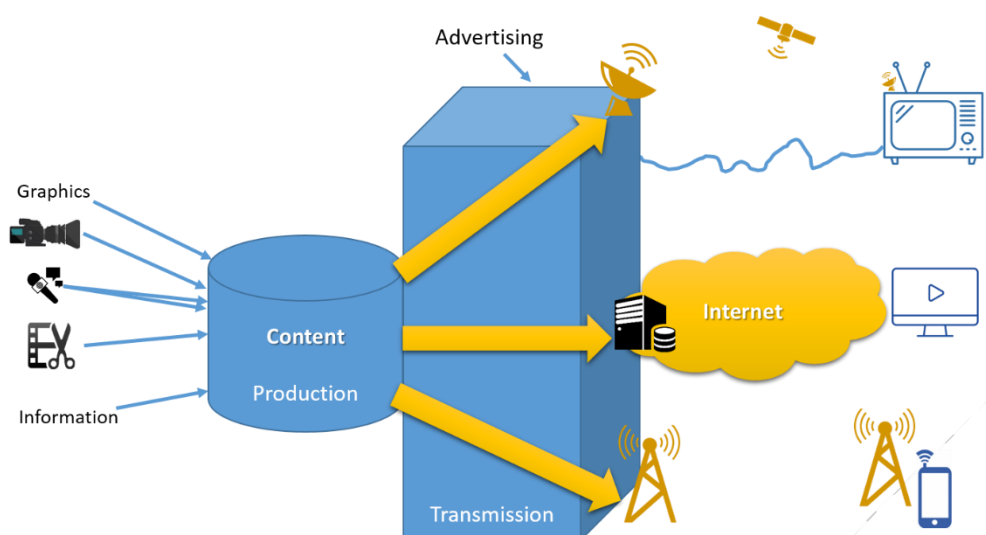 Advertising
Graphics
Content
Production
Information
Internet
Transmission